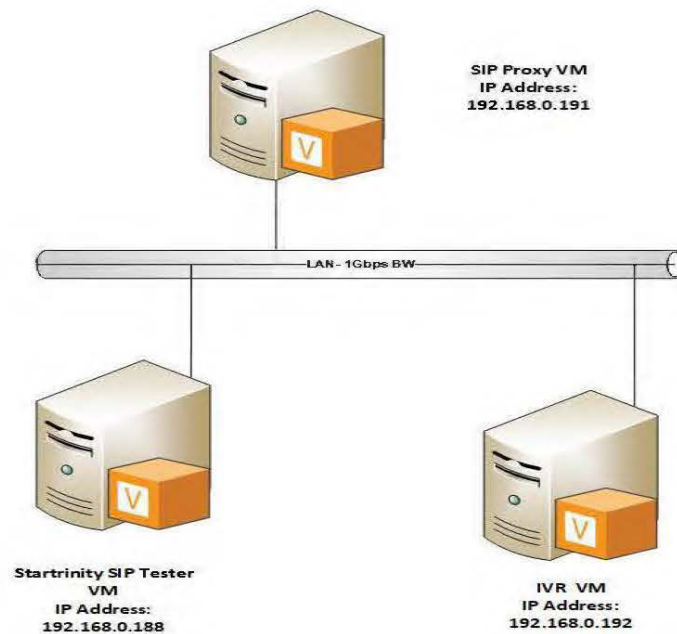 SIP Proxy VM
IP Address:
192.168.0.191
V
LAN- 1Gbps BW
V
V
Startrinity SIP Tester
VM
IP Address:
192.168.0.188
IVR VM
IP Address:
192.168.0.192